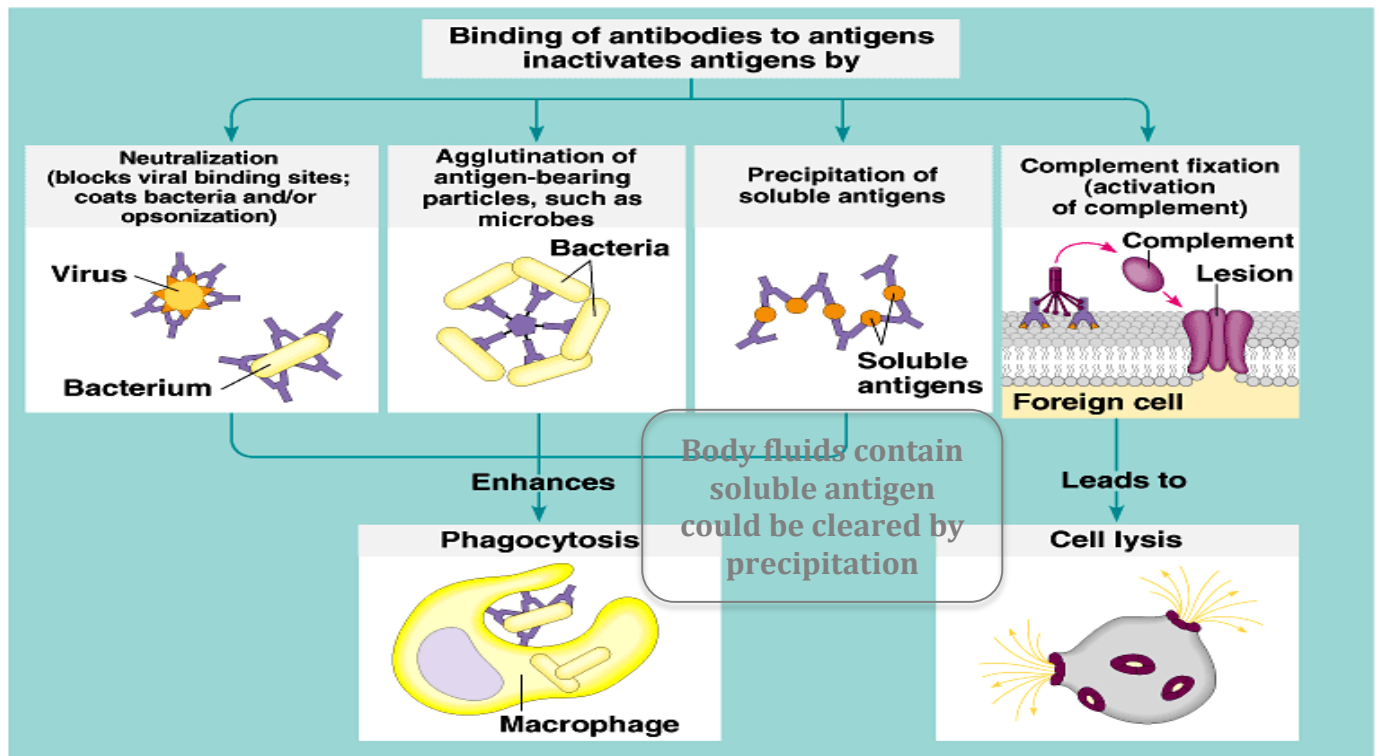 Binding of antibodies to antigens
inactivates antigens by
Neutralization
(blocks viral binding sites;
coats bacteria and/or
opsonization)
Agglutination of
antigen-bearing
particles, such as
microbes
Precipitation of
soluble antigens
Complement fixation
(activation
of complement)
Virus
Bacterium
Bacteria
Soluble
antigens
Complement
Lesion
Foreign cell
Enhances
Body fluids contain
soluble antigen
could be cleared by
precipitation
Leads to
Phagocytosis
Macrophage
Cell lysis